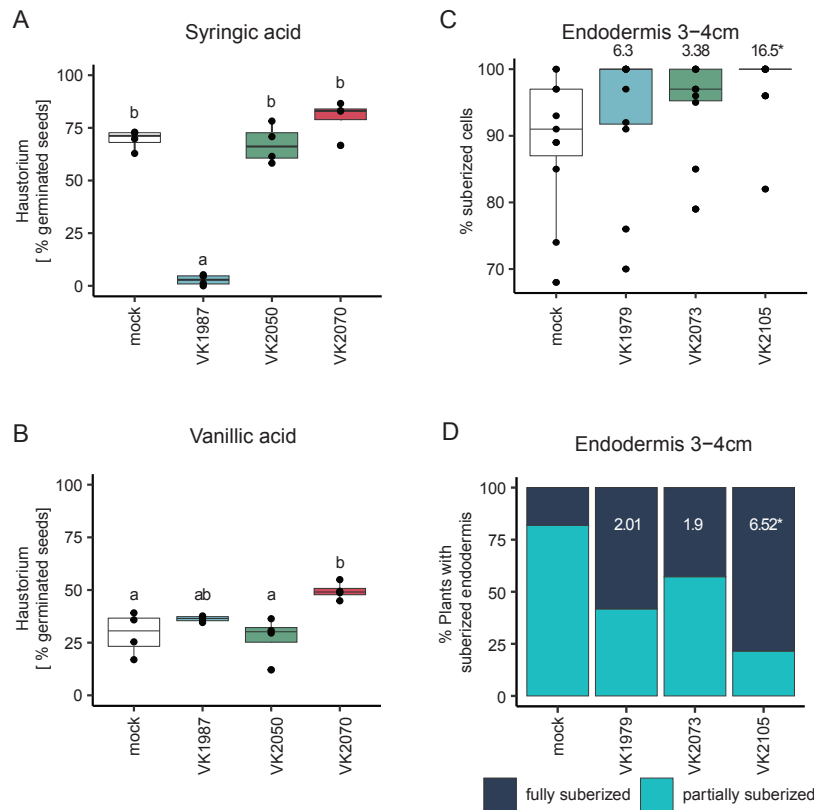 A
Syringic acid
Haustorium
[ % germinated seeds]
100
75
50
25
0
b
a
b
b
mock
VK1987
VK2050
VK2070
B
Vanillic acid
Haustorium
[ % germinated seeds]
100
75
50
25
0
a
ab
a
b
mock
VK1987
VK2050
VK2070
C
Endodermis 3−4cm
% suberized cells
100
90
80
70
6.3
3.38
16.5*
mock
VK1979
VK2073
VK2105
D
Endodermis 3−4cm
% Plants with
suberized endodermis
100
75
50
25
0
2.01
1.9
6.52*
mock
VK1979
VK2073
VK2105
fully suberized
partially suberized